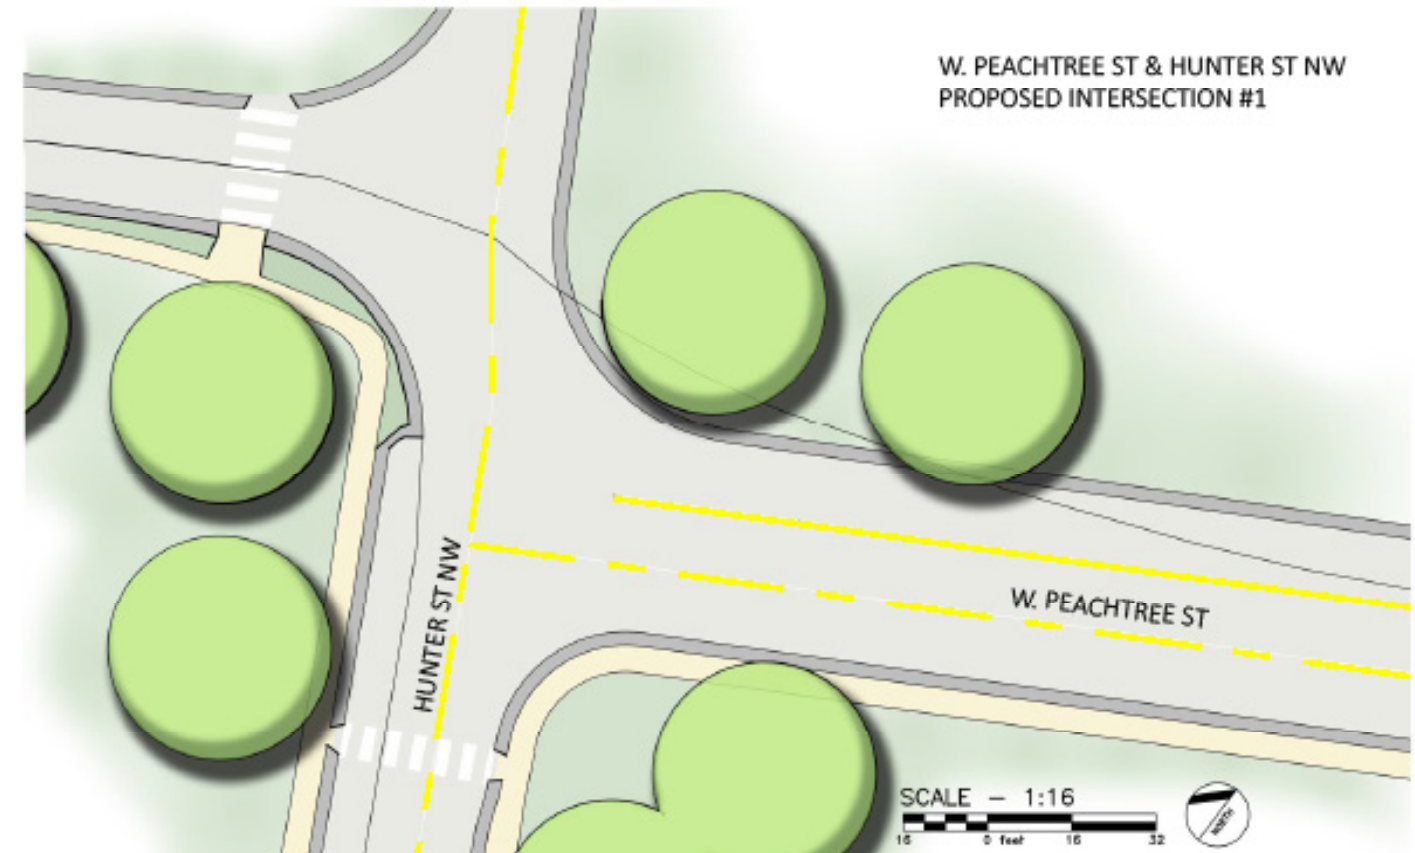 W. PEACHTREE ST & HUNTER ST NW
PROPOSED INTERSECTION #1
HUNTER ST NW
W. PEACHTREE ST
SCALE – 1:16
16 0 feet 16 32
NORTH